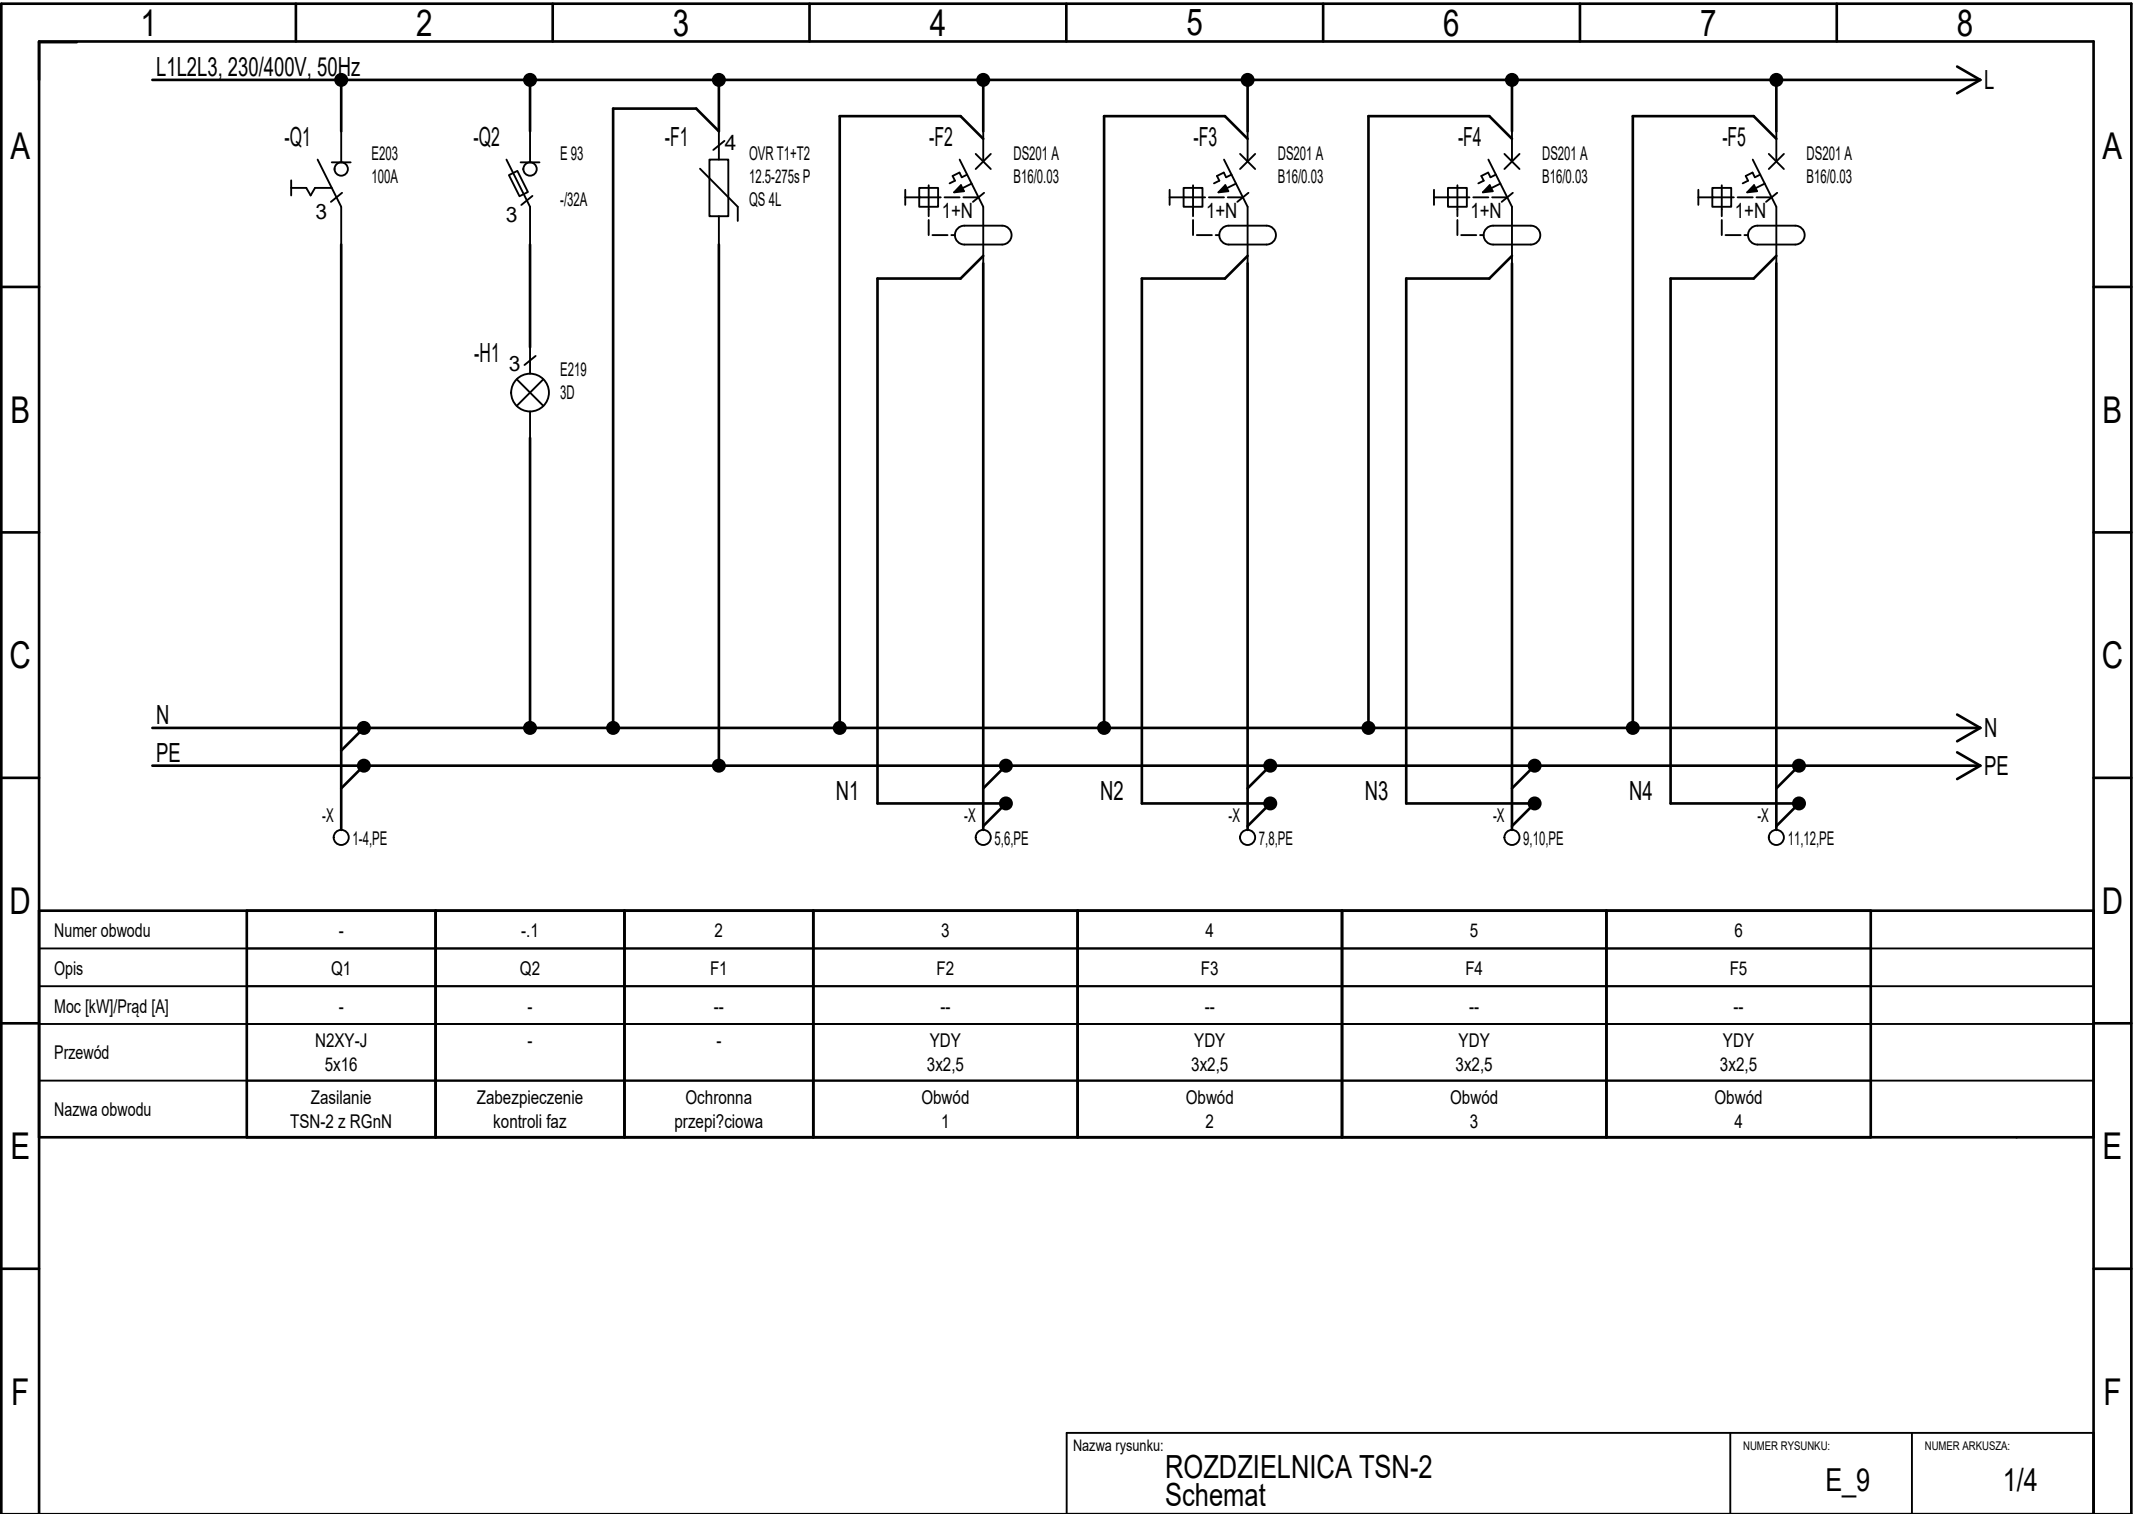 1 2 3 4 5 6 7 8
L1L2L3, 230/400V, 50Hz
L
A A
-Q1
E203
100A
3
-Q2
E 93
-/32A
3
-F1
4
OVR T1+T2
12.5-275s P
QS 4L
-F2
DS201 A
B16/0.03
1+N
-F3
DS201 A
B16/0.03
1+N
-F4
DS201 A
B16/0.03
1+N
-F5
DS201 A
B16/0.03
1+N
-H1
3
E219
3D
B B
C C
N N
PE PE
N1 N2 N3 N4
-X
1-4,PE
-X
5,6,PE
-X
7,8,PE
-X
9,10,PE
-X
11,12,PE
D D
Numer obwodu - -.1 2 3 4 5 6
Opis Q1 Q2 F1 F2 F3 F4 F5
Moc [kW]/Prąd [A] - - -- -- -- -- --
Przewód
N2XY-J
5x16
-
-
YDY
3x2,5
YDY
3x2,5
YDY
3x2,5
YDY
3x2,5
Nazwa obwodu
Zasilanie
TSN-2 z RGnN
Zabezpieczenie
kontroli faz
Ochronna
przepi?ciowa
Obwód
1
Obwód
2
Obwód
3
Obwód
4
E E
F F
Nazwa rysunku:
ROZDZIELNICA TSN-2
Schemat
NUMER RYSUNKU:
E_9
NUMER ARKUSZA:
1/4